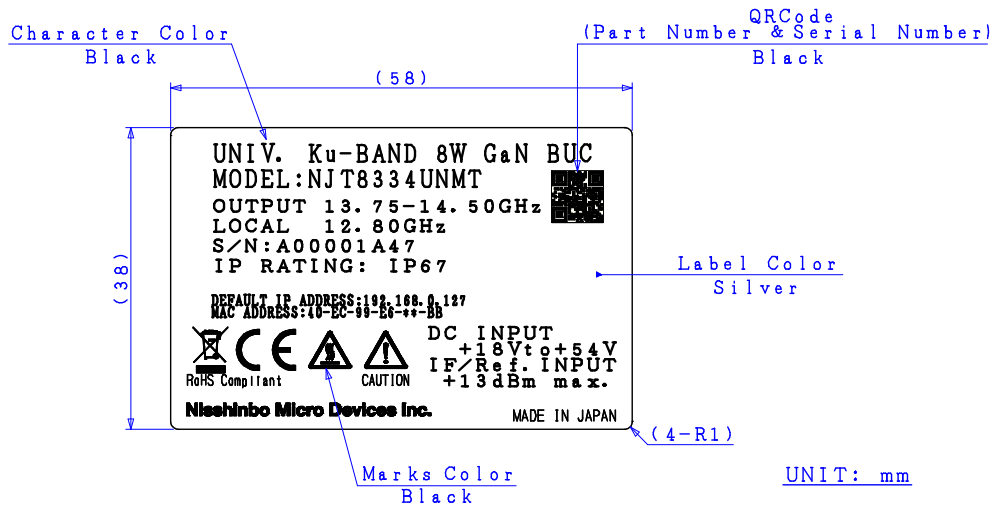 QRCode
Character Color
(Part Number & Serial Number)
Black
Black
(58)
UNIV. Ku-BAND 8W GaN BUC
MODEL:NJT8334UNMT
OUTPUT 13.75-14.50GHz
LOCAL 12.80GHz
S/N:A00001A47
IP RATING: IP67
(38)
Label Color
Silver
DEFAULT IP ADDRESS:192.168.0.127
MAC ADDRESS:40-EC-99-E6-**-BB
DC INPUT
+18Vto+54V
IF/Ref. INPUT
+13dBm max.
CE
RoHS Compliant
CAUTION
Nisshinbo Micro Devices Inc.
MADE IN JAPAN
(4-R1)
Marks Color
Black
UNIT: mm